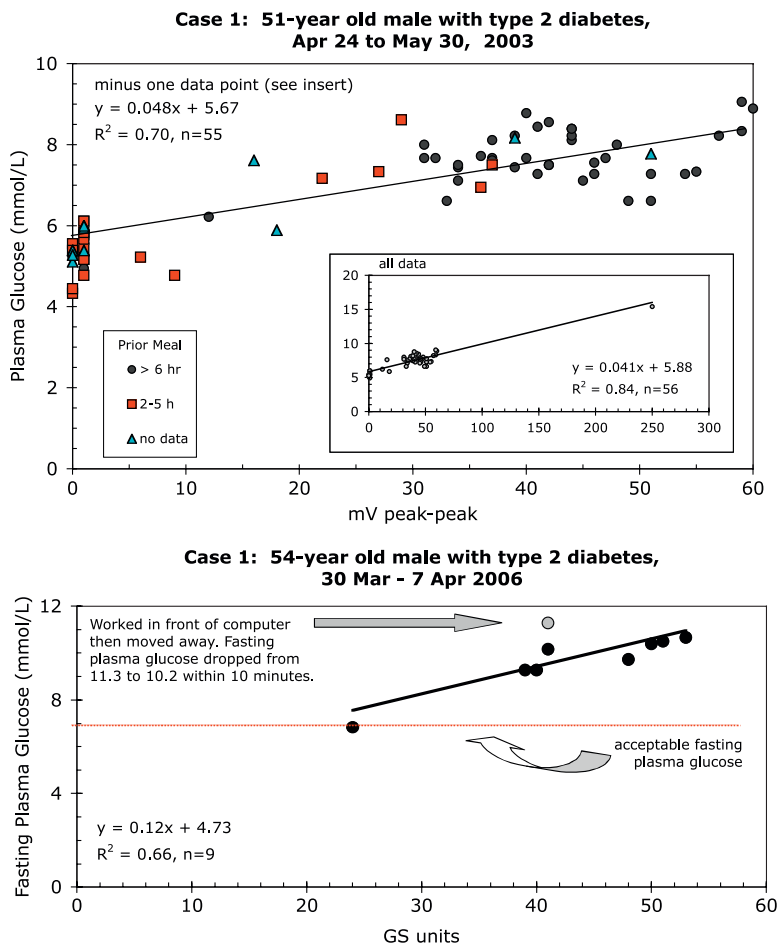 Case 1: 51-year old male with type 2 diabetes,
Apr 24 to May 30, 2003
10
8
6
4
2
0
Plasma Glucose (mmol/L)
minus one data point (see insert)
y = 0.048x + 5.67
R² = 0.70, n=55
Prior Meal
> 6 hr
2-5 h
no data
all data
20
15
10
5
0
y = 0.041x + 5.88
R² = 0.84, n=56
0 50 100 150 200 250 300
0 10 20 30 40 50 60
mV peak-peak
Case 1: 54-year old male with type 2 diabetes,
30 Mar - 7 Apr 2006
12
8
4
0
Fasting Plasma Glucose (mmol/L)
Worked in front of computer
then moved away. Fasting
plasma glucose dropped from
11.3 to 10.2 within 10 minutes.
acceptable fasting
plasma glucose
y = 0.12x + 4.73
R² = 0.66, n=9
0 10 20 30 40 50 60
GS units